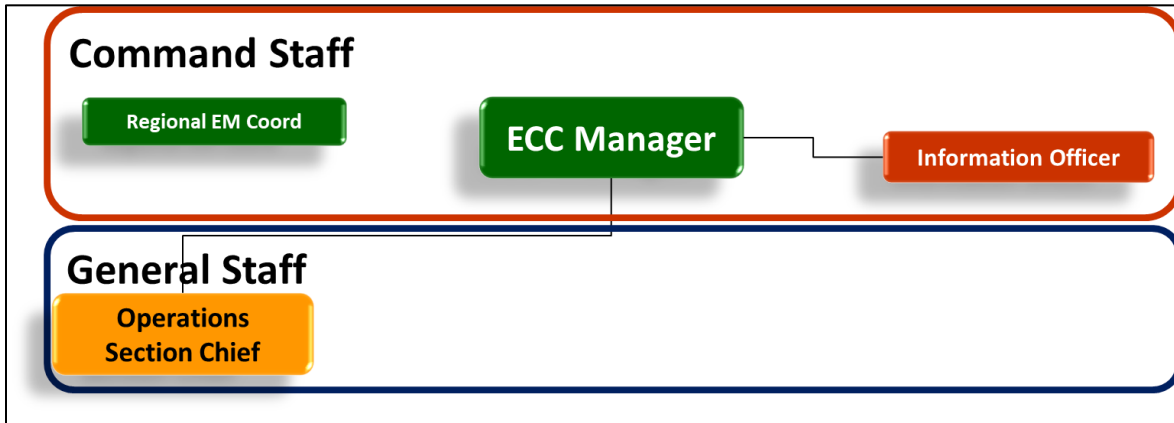 Command Staff
Regional EM Coord
ECC Manager
Information Officer
General Staff
Operations
Section Chief